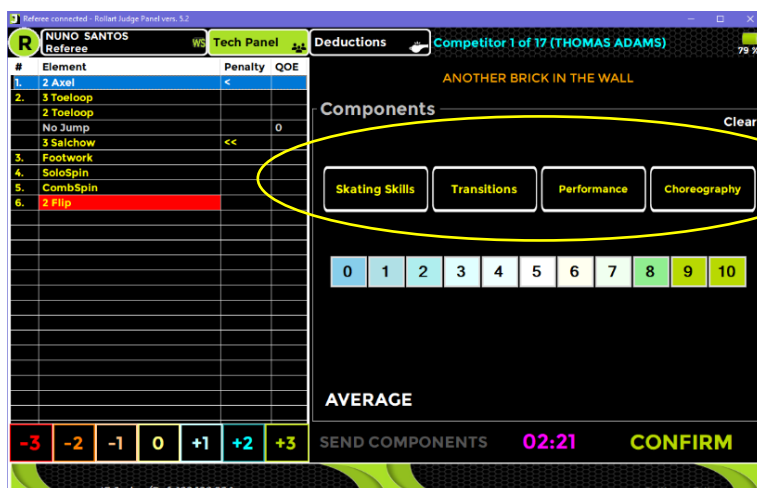 Referee connected - Rollart Judge Panel vers. 5.2
R NUNO SANTOS Referee WS Tech Panel Deductions Competitor 1 of 17 (THOMAS ADAMS) 79 %
# Element Penalty QOE
1. 2 Axel <
2. 3 Toeloop
2 Toeloop
No Jump 0
3 Salchow <<
3. Footwork
4. SoloSpin
5. CombSpin
6. 2 Flip
ANOTHER BRICK IN THE WALL
Components
Clear
Skating Skills Transitions Performance Choreography
0 1 2 3 4 5 6 7 8 9 10
AVERAGE
-3 -2 -1 0 +1 +2 +3
SEND COMPONENTS 02:21 CONFIRM